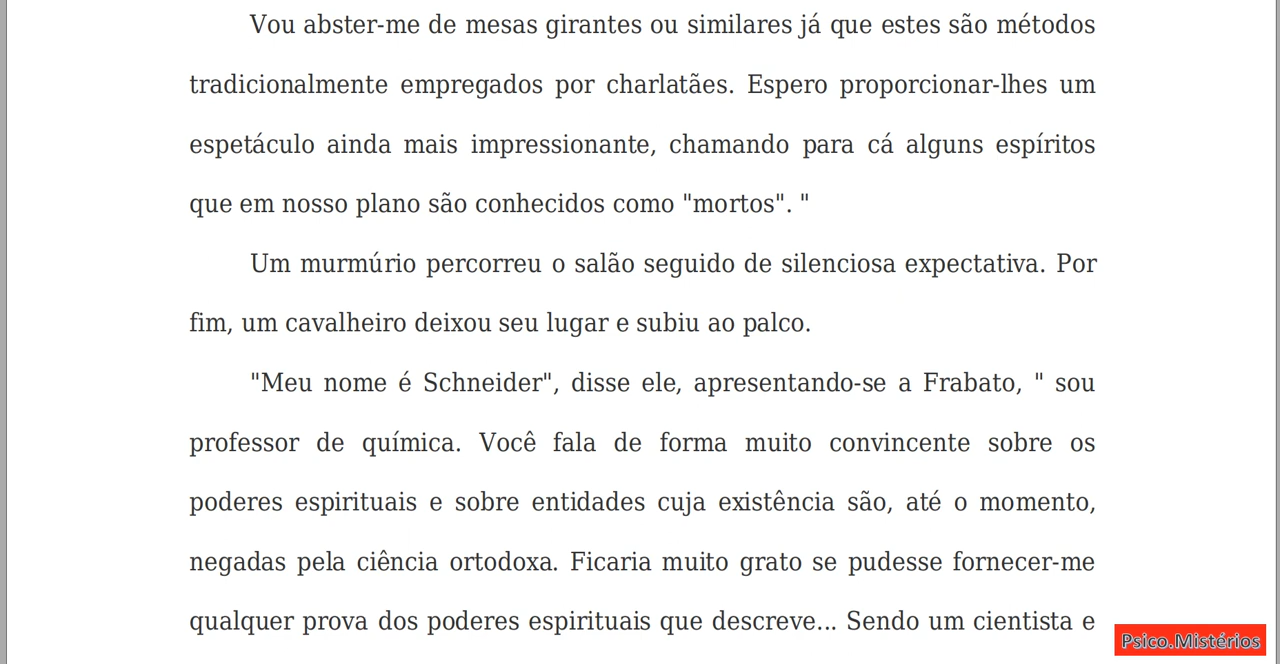 Vou abster-me de mesas girantes ou similares já que estes são métodos
tradicionalmente empregados por charlatães. Espero proporcionar-lhes um
espetáculo ainda mais impressionante, chamando para cá alguns espíritos
que em nosso plano são conhecidos como "mortos". "
Um murmúrio percorreu o salão seguido de silenciosa expectativa. Por
fim, um cavalheiro deixou seu lugar e subiu ao palco.
"Meu nome é Schneider", disse ele, apresentando-se a Frabato, " sou
professor de química. Você fala de forma muito convincente sobre os
poderes espirituais e sobre entidades cuja existência são, até o momento,
negadas pela ciência ortodoxa. Ficaria muito grato se pudesse fornecer-me
qualquer prova dos poderes espirituais que descreve... Sendo um cientista e
Psico.Mistérios